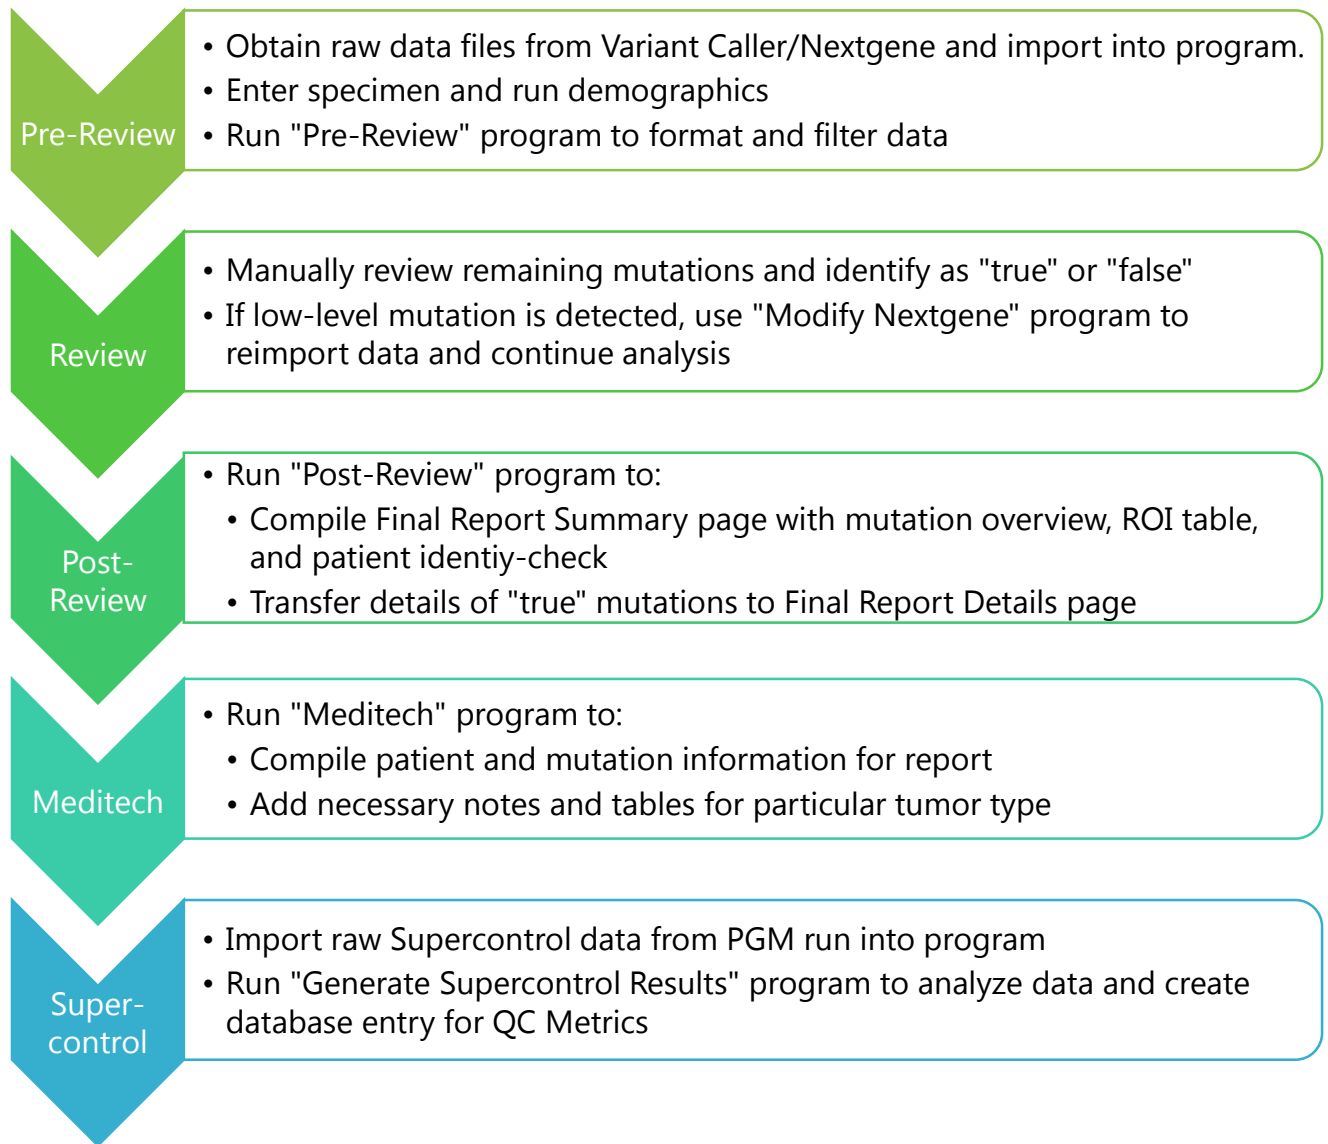 Pre-Review
• Obtain raw data files from Variant Caller/Nextgene and import into program.
• Enter specimen and run demographics
• Run "Pre-Review" program to format and filter data
Review
• Manually review remaining mutations and identify as "true" or "false"
• If low-level mutation is detected, use "Modify Nextgene" program to
reimport data and continue analysis
Post-
Review
• Run "Post-Review" program to:
• Compile Final Report Summary page with mutation overview, ROI table,
and patient identiy-check
• Transfer details of "true" mutations to Final Report Details page
Meditech
• Run "Meditech" program to:
• Compile patient and mutation information for report
• Add necessary notes and tables for particular tumor type
Super-
control
• Import raw Supercontrol data from PGM run into program
• Run "Generate Supercontrol Results" program to analyze data and create
database entry for QC Metrics